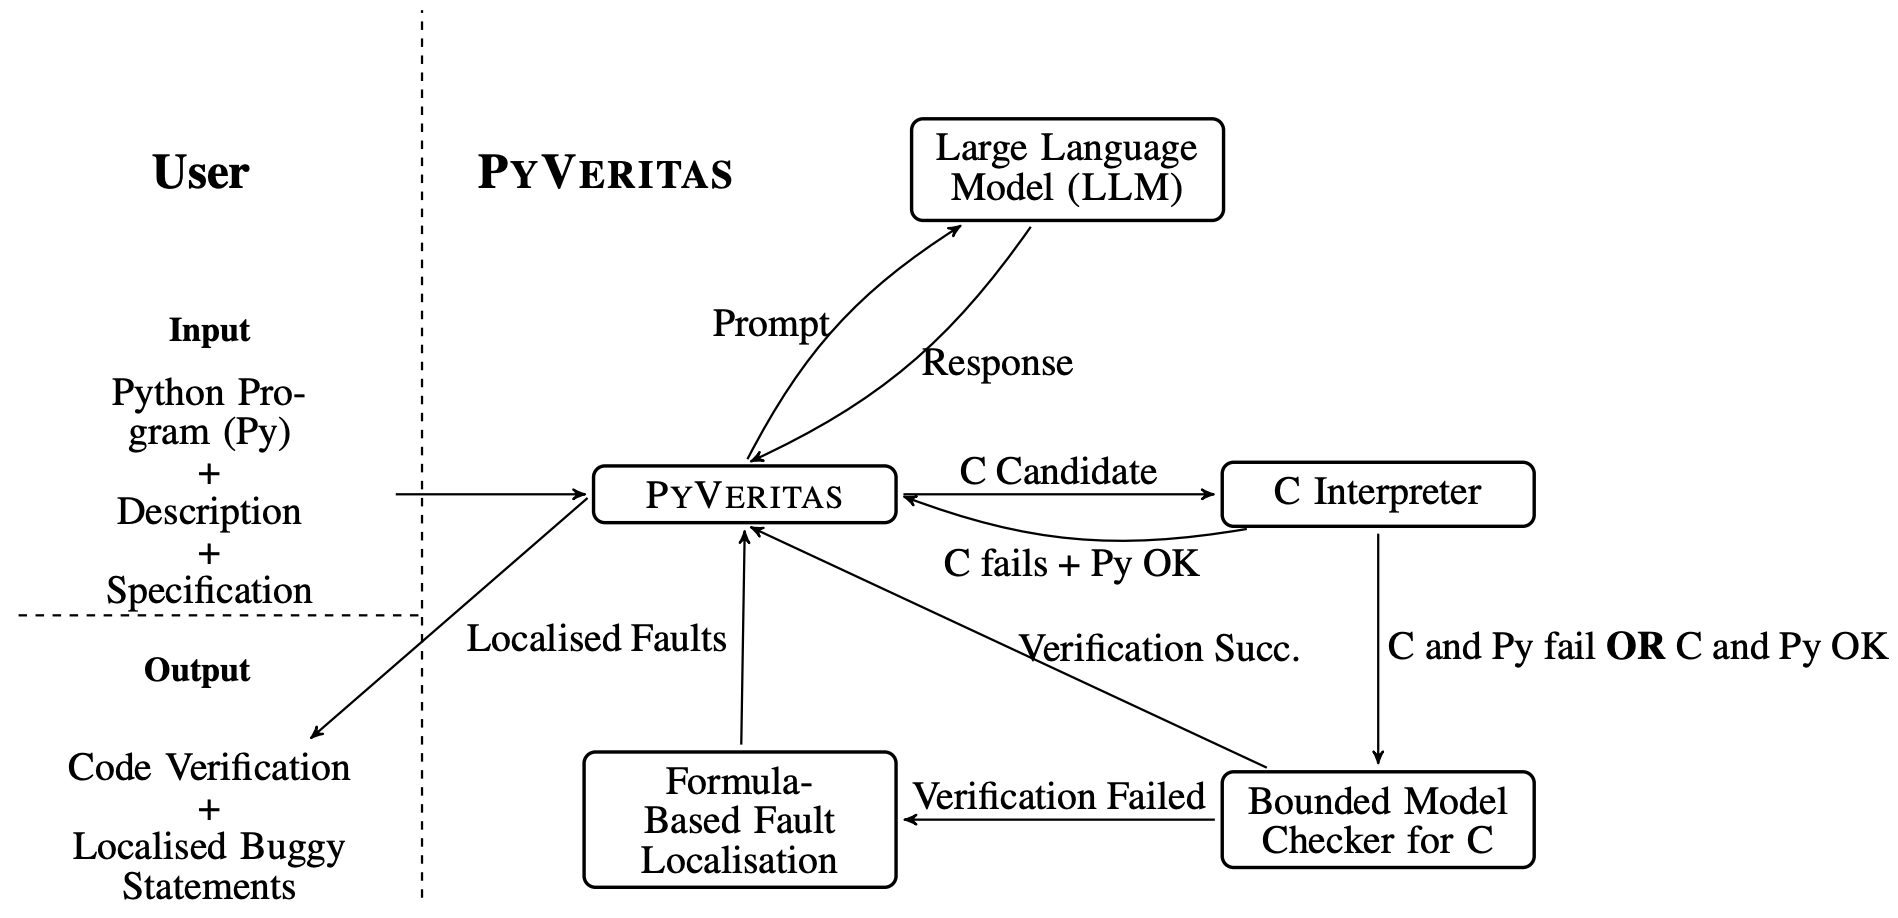 User
PYVERITAS
Large Language
Model (LLM)
Input
Prompt
Response
Python Pro-
gram (Py)
+
Description
+
Specification
PYVERITAS
C Candidate
C Interpreter
C fails + Py OK
Localised Faults
Verification Succ.
C and Py fail OR C and Py OK
Output
Code Verification
+
Localised Buggy
Statements
Formula-
Based Fault
Localisation
Verification Failed
Bounded Model
Checker for C